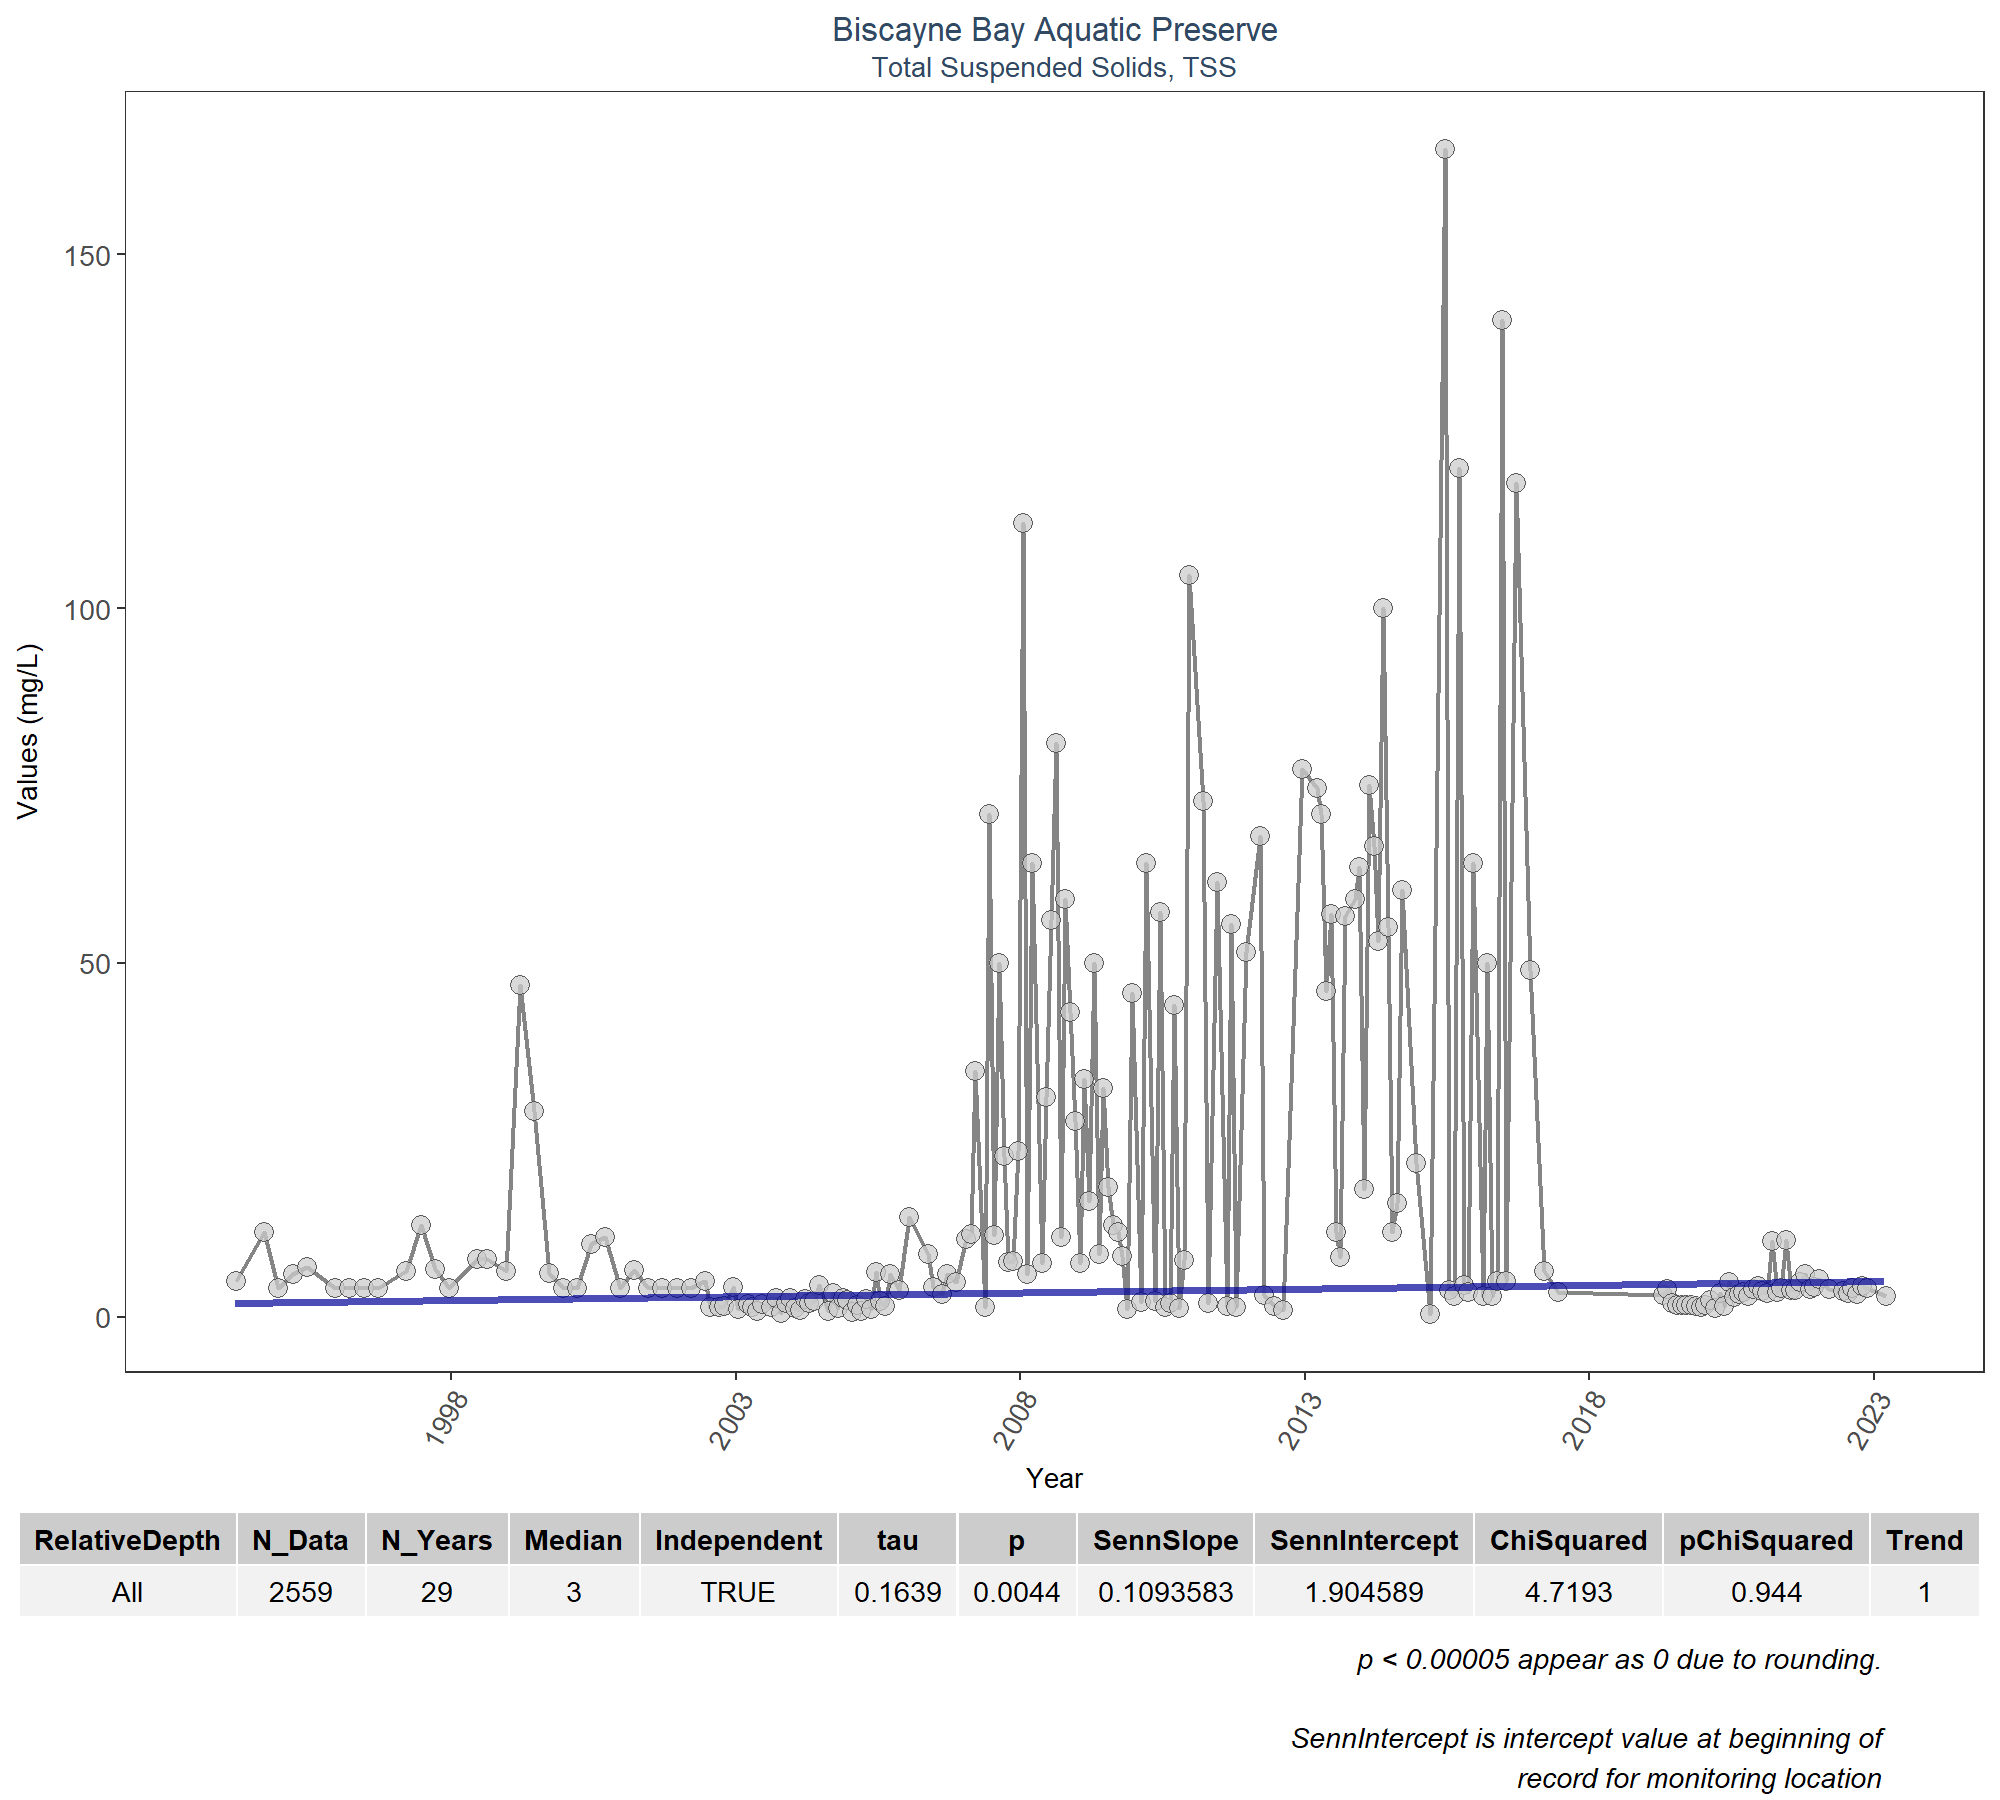 Biscayne Bay Aquatic Preserve
Total Suspended Solids, TSS
150
100
50
0
Values (mg/L)
1998
2003
2008
2013
2018
2023
Year
RelativeDepth N_Data N_Years Median Independent tau p SennSlope SennIntercept ChiSquared pChiSquared Trend
All 2559 29 3 TRUE 0.1639 0.0044 0.1093583 1.904589 4.7193 0.944 1
p < 0.00005 appear as 0 due to rounding.
SennIntercept is intercept value at beginning of
record for monitoring location